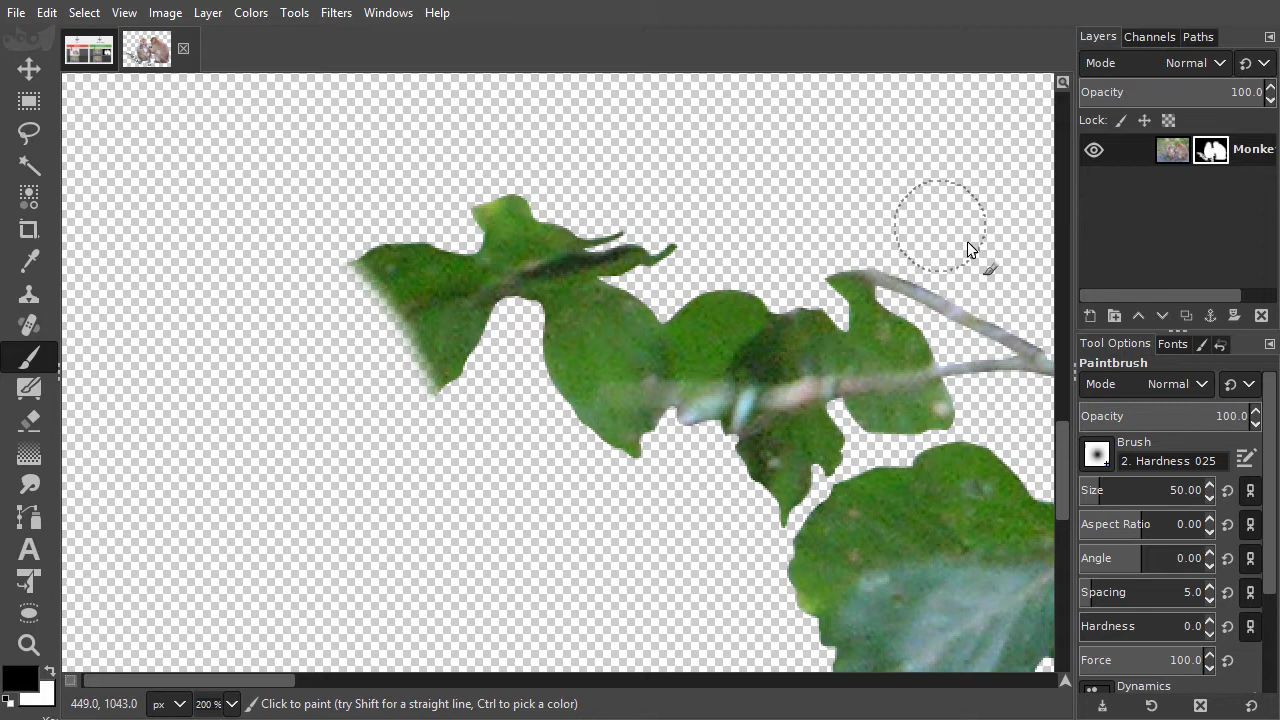 File Edit Select View Image Layer Colors Tools Filters Windows Help
Layers Channels Paths
Mode Normal
Opacity 100.0
Lock:
Monke
Tool Options Fonts
Paintbrush
Mode Normal
Opacity 100.0
Brush
2. Hardness 025
Size 50.00
Aspect Ratio 0.00
Angle 0.00
Spacing 5.0
Hardness 0.0
Force 100.0
Dynamics
449.0, 1043.0 px 200 % Click to paint (try Shift for a straight line, Ctrl to pick a color)